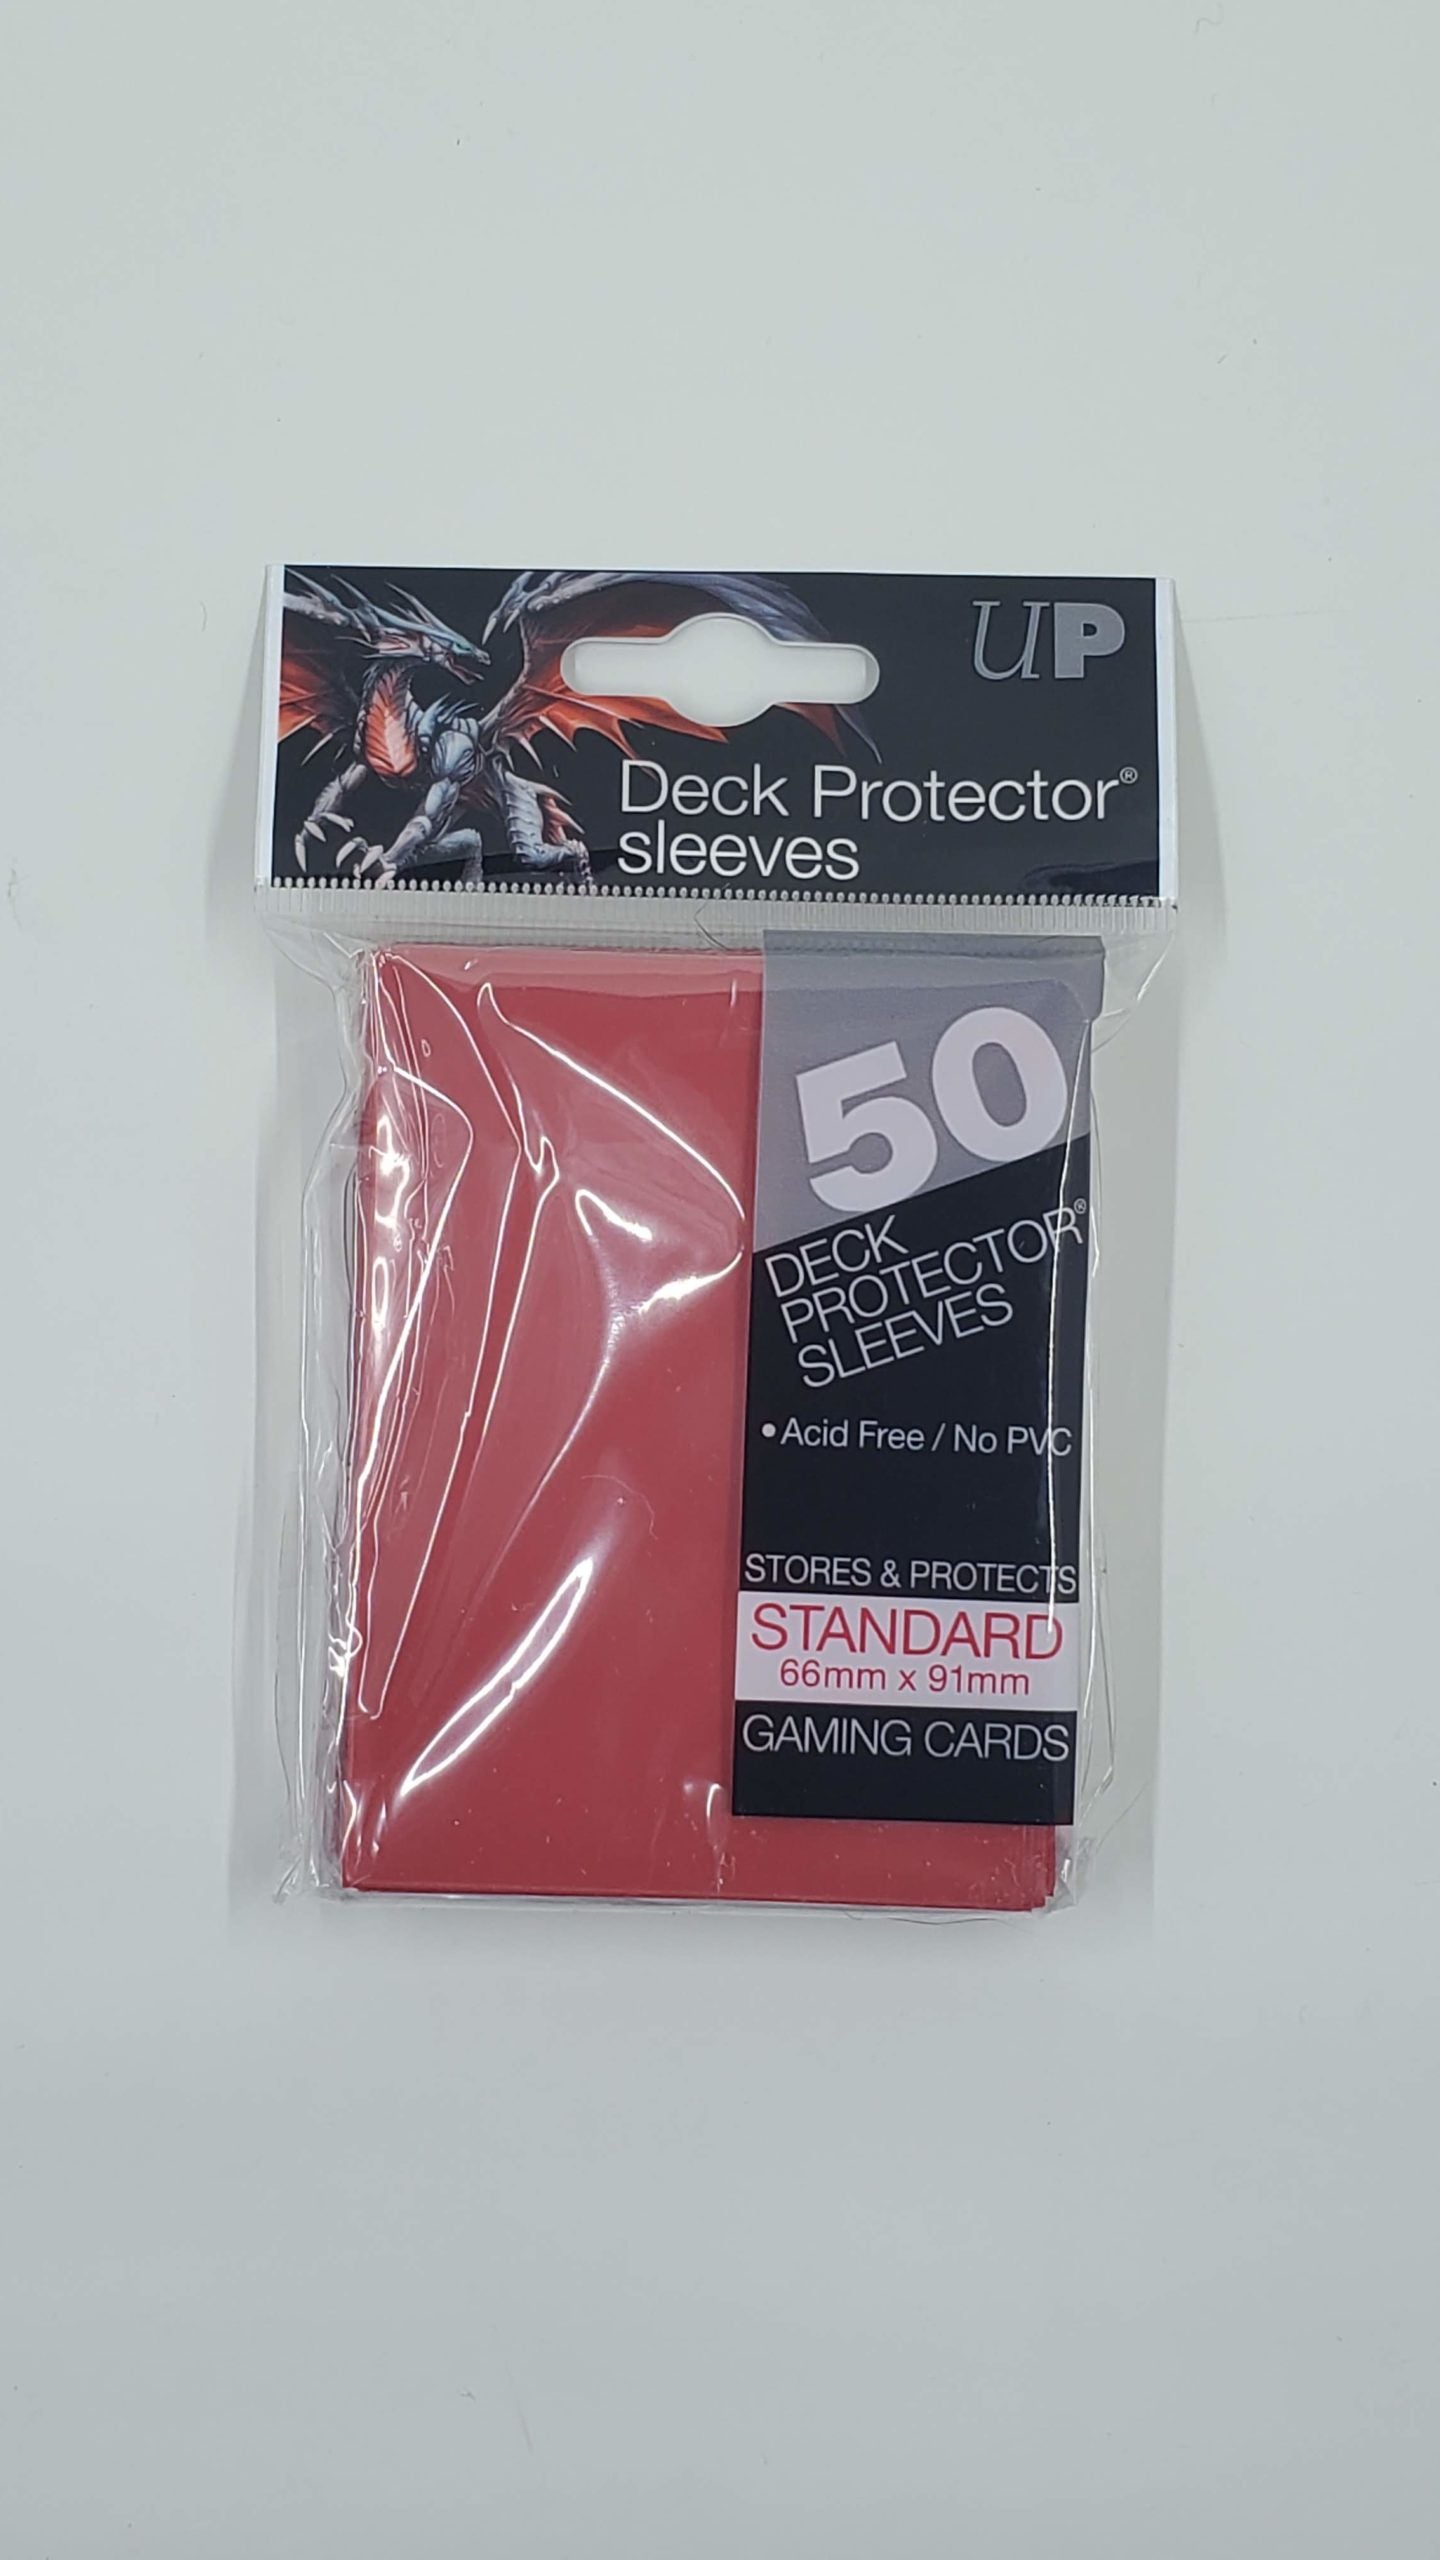 UP
Deck Protector®
sleeves
50
DECK
PROTECTOR®
SLEEVES
•Acid Free / No PVC
STORES & PROTECTS
STANDARD
66mm x 91mm
GAMING CARDS